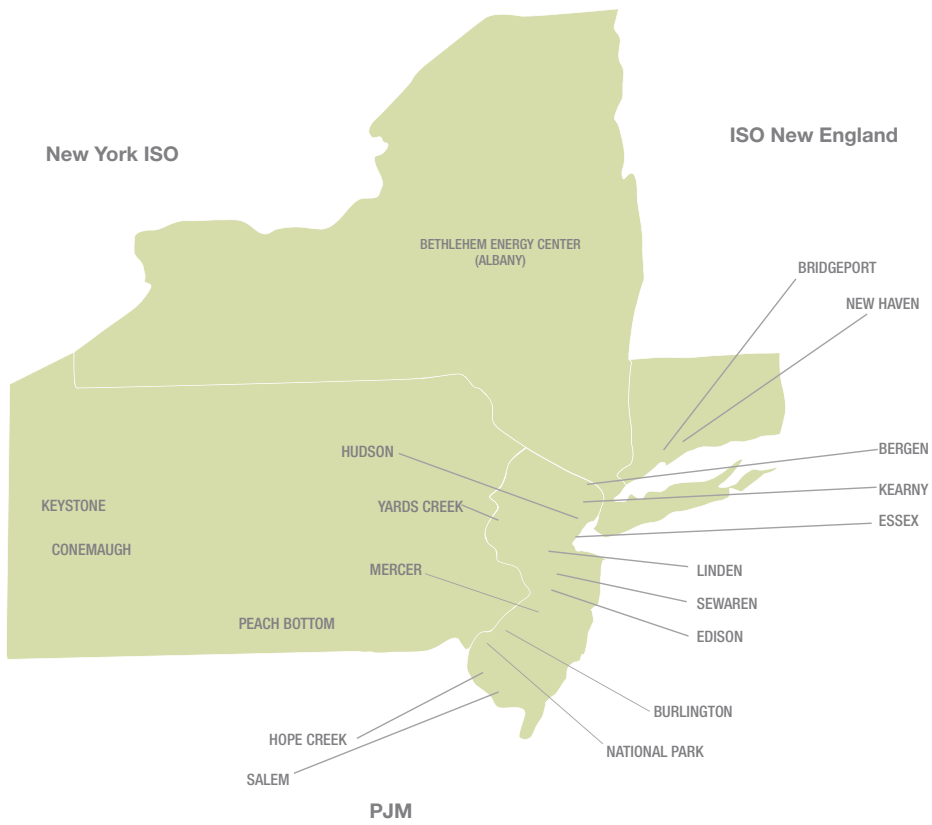 New York ISO
ISO New England
BETHLEHEM ENERGY CENTER
(ALBANY)
BRIDGEPORT
NEW HAVEN
HUDSON
BERGEN
KEARNY
KEYSTONE
YARDS CREEK
ESSEX
CONEMAUGH
MERCER
LINDEN
SEWAREN
PEACH BOTTOM
EDISON
BURLINGTON
HOPE CREEK
NATIONAL PARK
SALEM
PJM